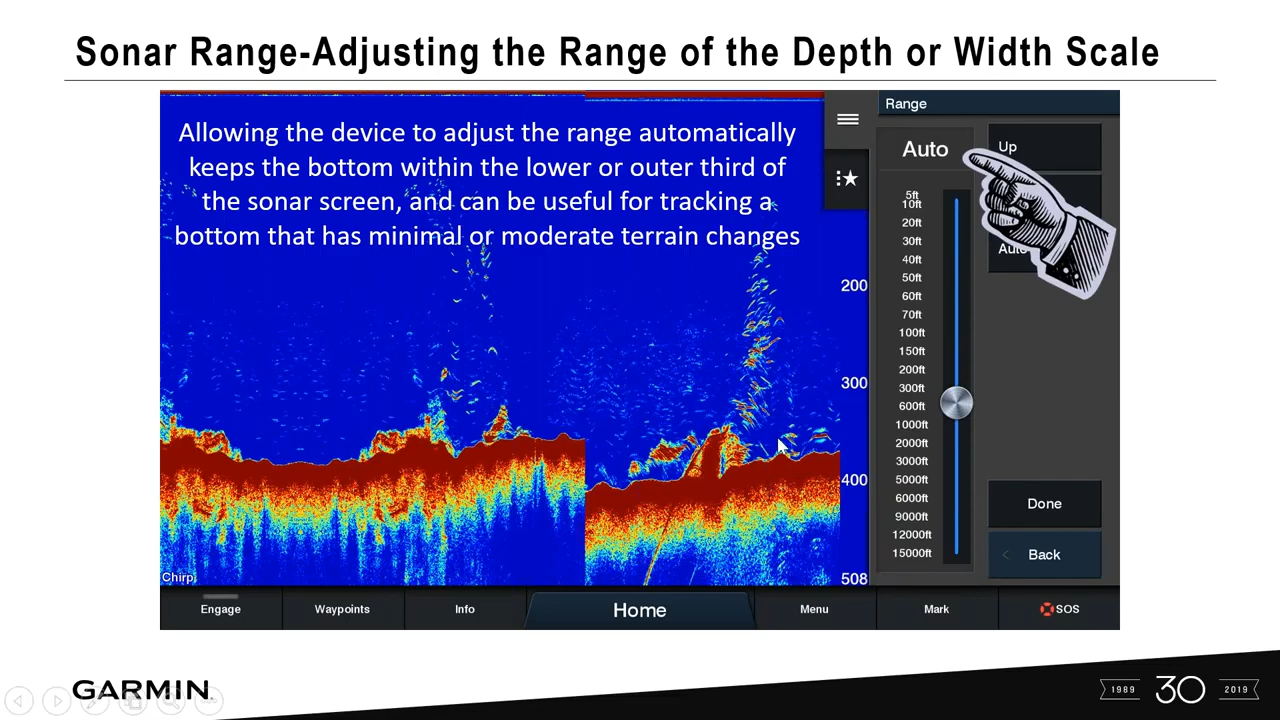 Sonar Range-Adjusting the Range of the Depth or Width Scale
Allowing the device to adjust the range automatically
keeps the bottom within the lower or outer third of
the sonar screen, and can be useful for tracking a
bottom that has minimal or moderate terrain changes
200
300
400
508
Chirp
Range
Auto
5ft
10ft
20ft
30ft
40ft
50ft
60ft
70ft
100ft
150ft
200ft
300ft
600ft
1000ft
2000ft
3000ft
5000ft
6000ft
9000ft
12000ft
15000ft
Up
Auto
Done
Back
Engage
Waypoints
Info
Home
Menu
Mark
SOS
GARMIN
1989
30
2019